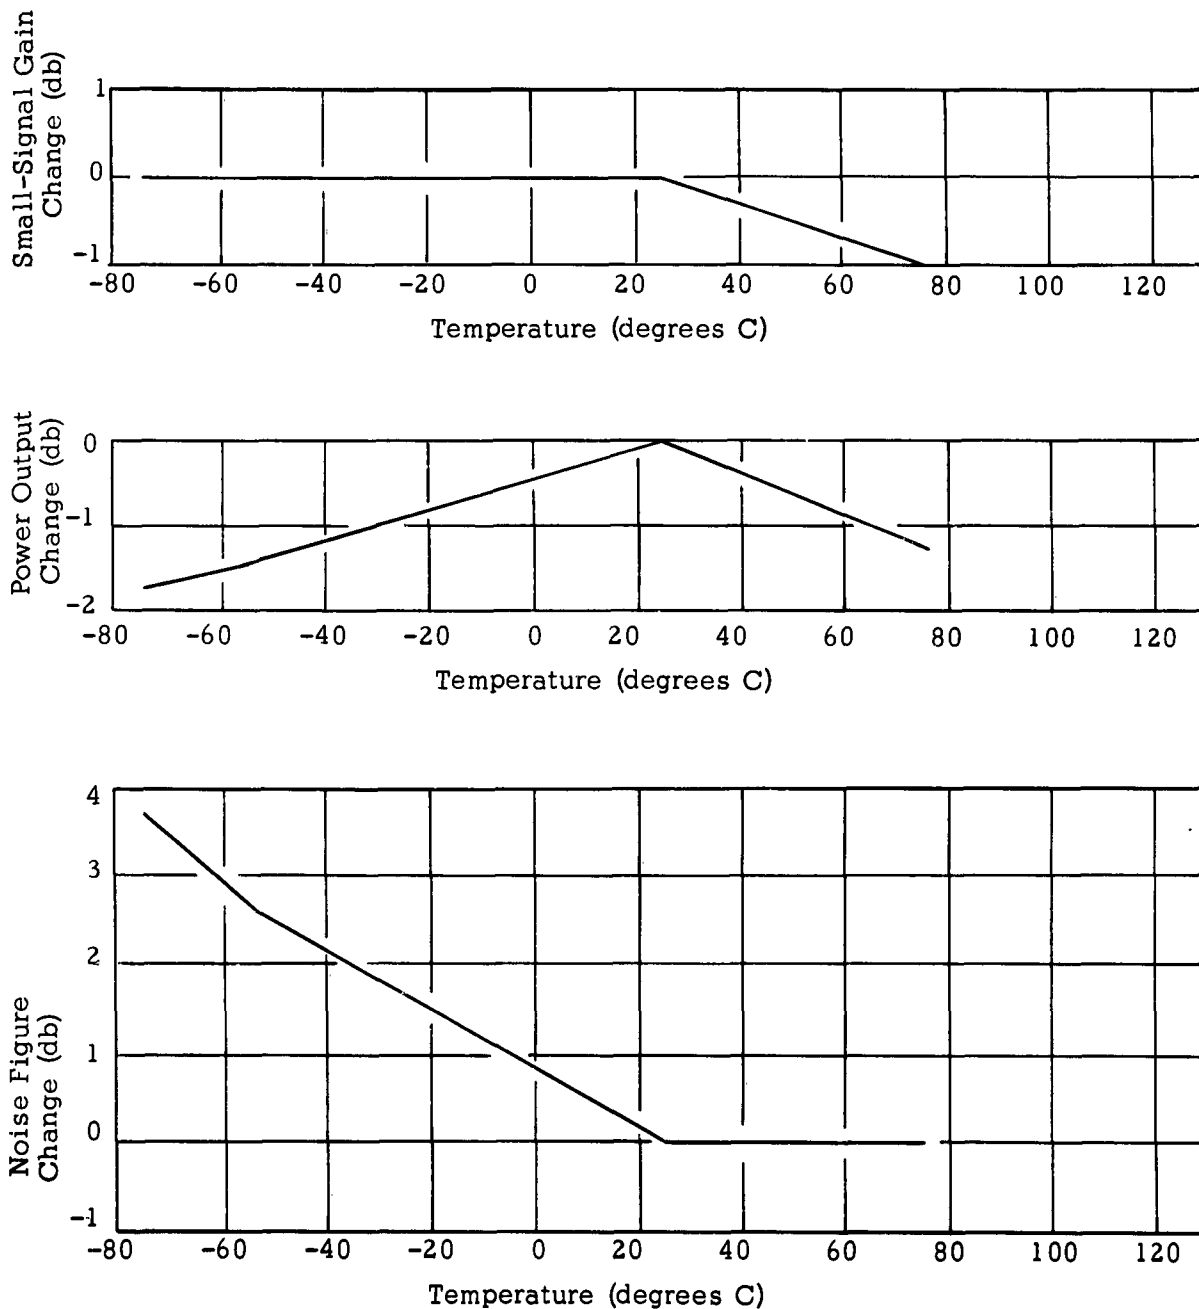 Small-Signal Gain
Change (db)
1
0
-1
-80 -60 -40 -20 0 20 40 60 80 100 120
Temperature (degrees C)
Power Output
Change (db)
0
-1
-2
-80 -60 -40 -20 0 20 40 60 80 100 120
Temperature (degrees C)
Noise Figure
Change (db)
4
3
2
1
0
-1
-80 -60 -40 -20 0 20 40 60 80 100 120
Temperature (degrees C)